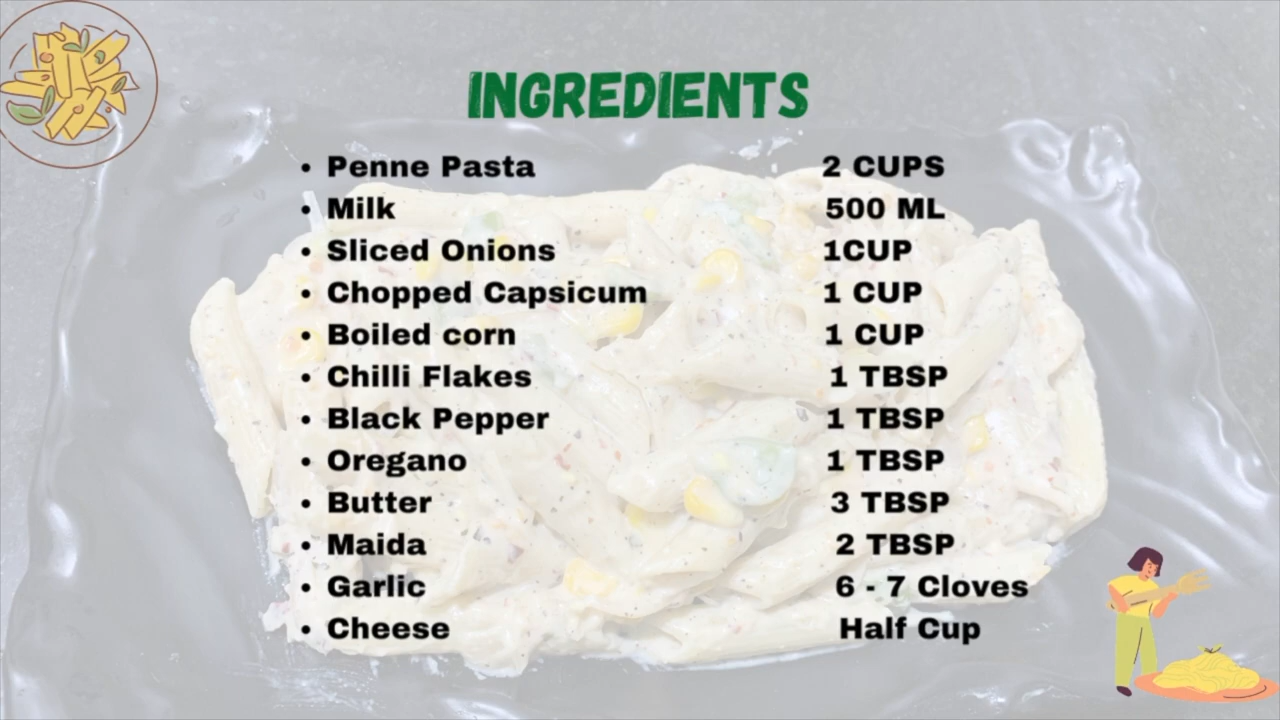 INGREDIENTS
• Penne Pasta 2 CUPS
• Milk 500 ML
• Sliced Onions 1CUP
• Chopped Capsicum 1 CUP
• Boiled corn 1 CUP
• Chilli Flakes 1 TBSP
• Black Pepper 1 TBSP
• Oregano 1 TBSP
• Butter 3 TBSP
• Maida 2 TBSP
• Garlic 6 - 7 Cloves
• Cheese Half Cup